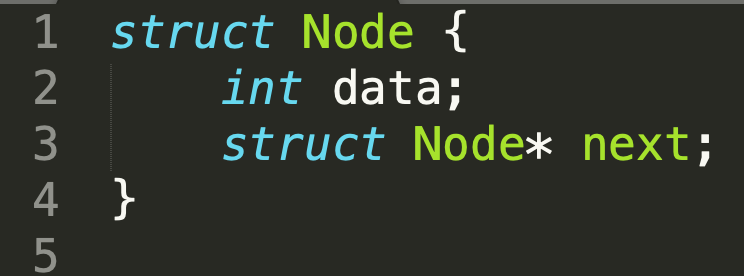 1 struct Node {
2     int data;
3     struct Node* next;
4 }
5